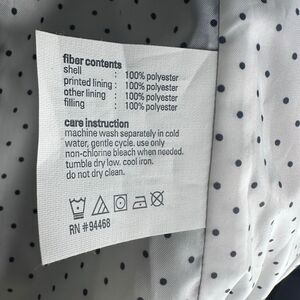 fiber contents
shell : 100% polyester
printed lining : 100% polyester
other lining : 100% polyester
filling : 100% polyester
care instruction
machine wash separately in cold
water, gentle cycle. use only
non-chlorine bleach when needed.
tumble dry low. cool iron.
do not dry clean.
RN #94468